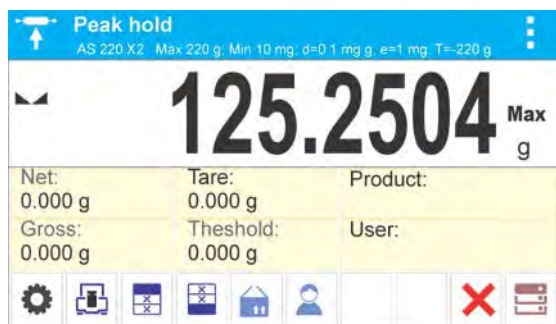 Peak hold
AS 220 X2 Max 220 g: Min 10 mg: d=0 1 mg g. e=1 mg T=-220 g
125.2504 Max
g
Net: Tare: Product:
0.000 g 0.000 g
Gross: Theshold: User:
0.000 g 0.000 g